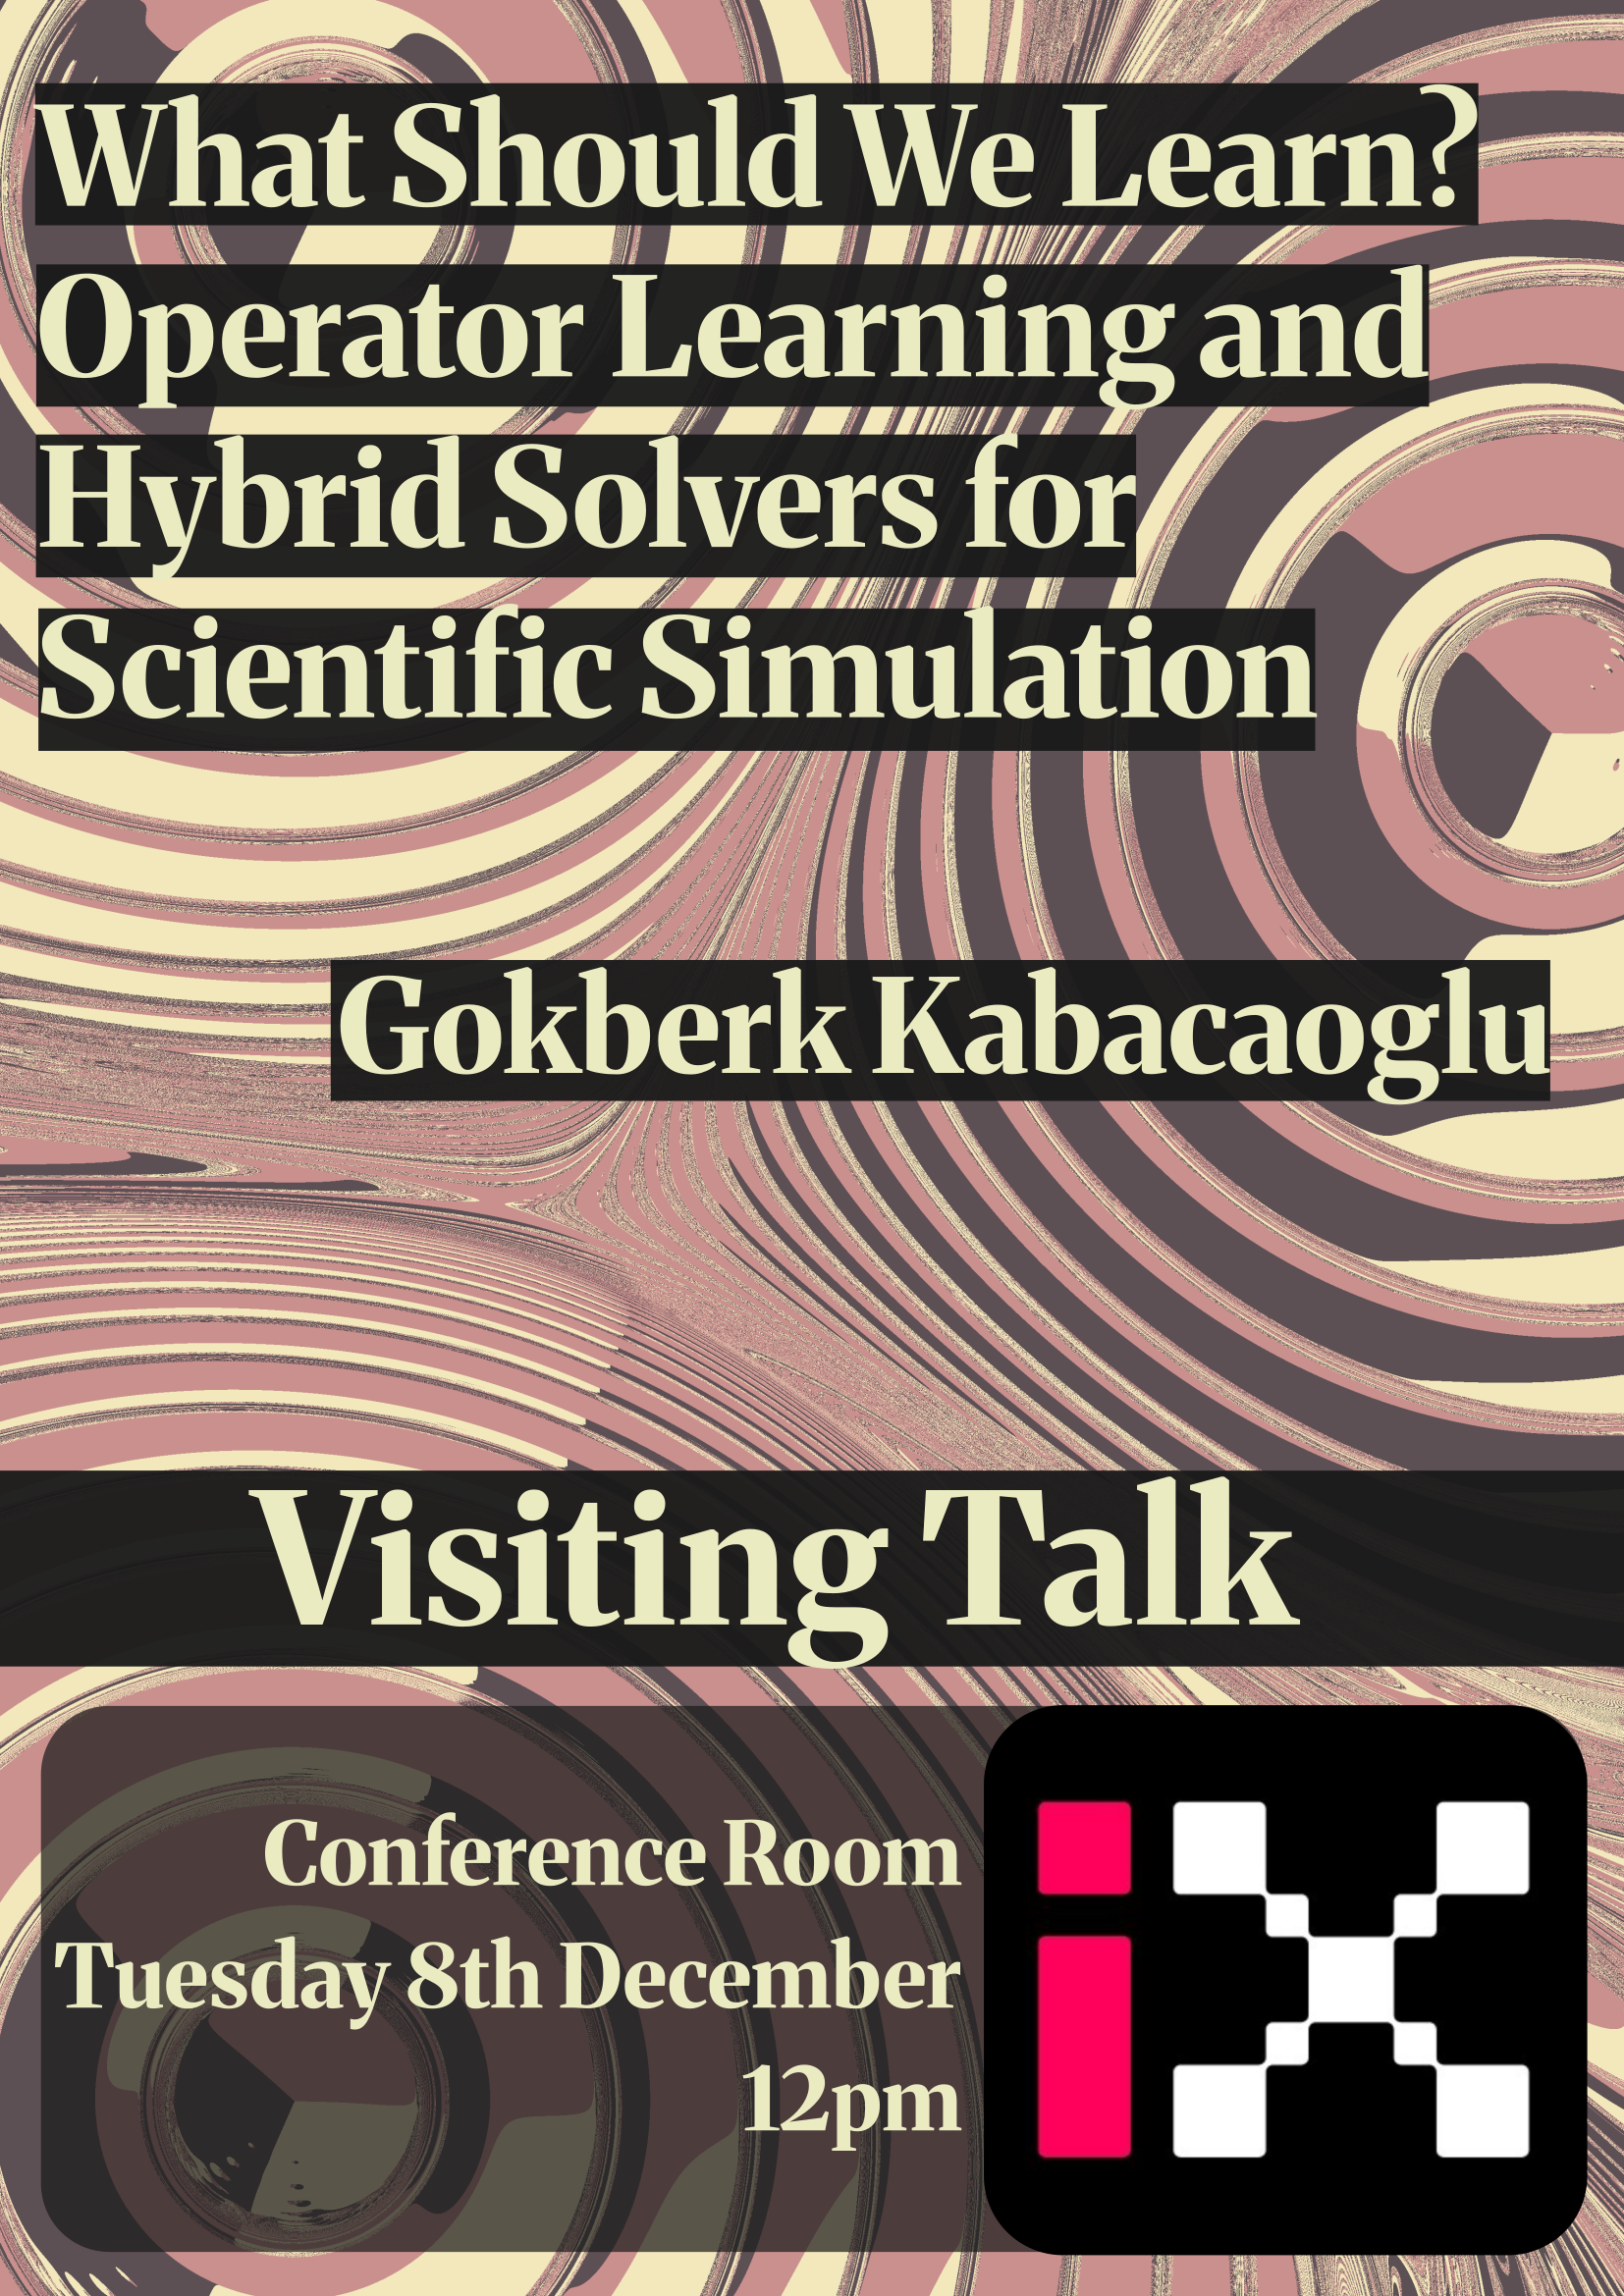 What Should We Learn?
Operator Learning and
Hybrid Solvers for
Scientific Simulation
Gokberk Kabacaoglu
Visiting Talk
Conference Room
Tuesday 8th December
12pm
iX